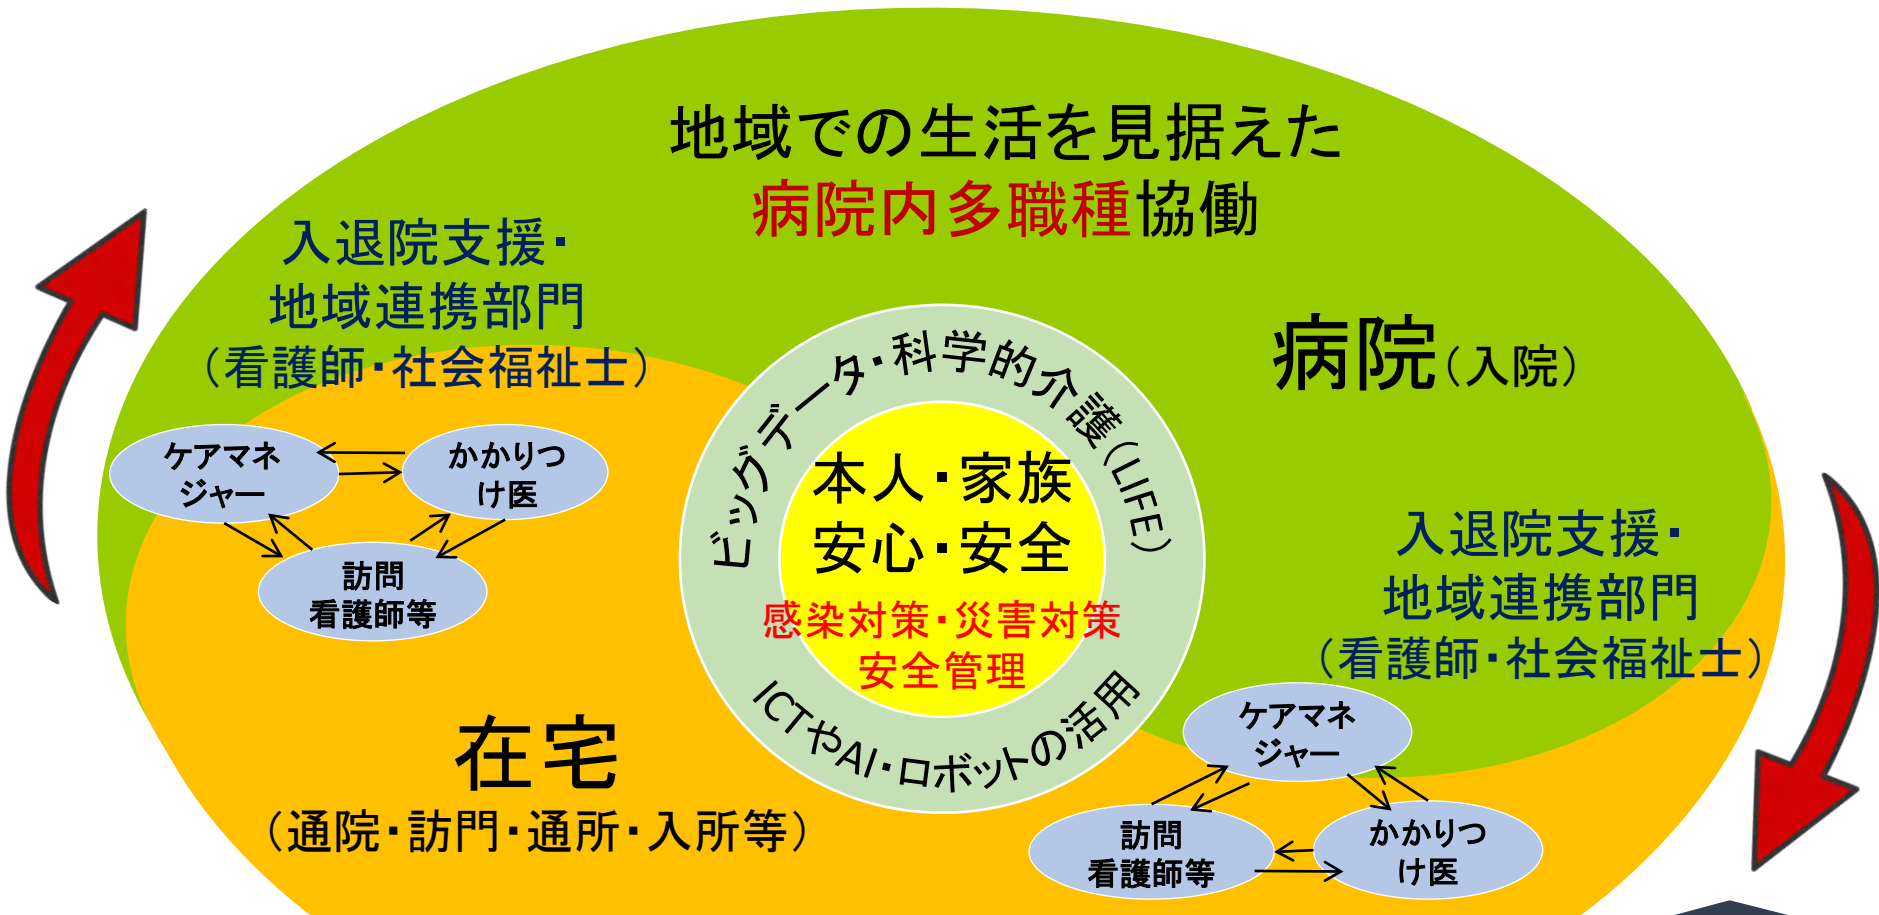 地域での生活を見据えた
病院内多職種協働
入退院支援・
地域連携部門
（看護師・社会福祉士）
病院（入院）
ケアマネ
ジャー
かかりつ
け医
訪問
看護師等
ビッグデータ・科学的介護（LIFE）
本人・家族
安心・安全
感染対策・災害対策
安全管理
ICTやAI・ロボットの活用
入退院支援・
地域連携部門
（看護師・社会福祉士）
在宅
（通院・訪門・通所・入所等）
ケアマネ
ジャー
訪問
看護師等
かかりつ
け医